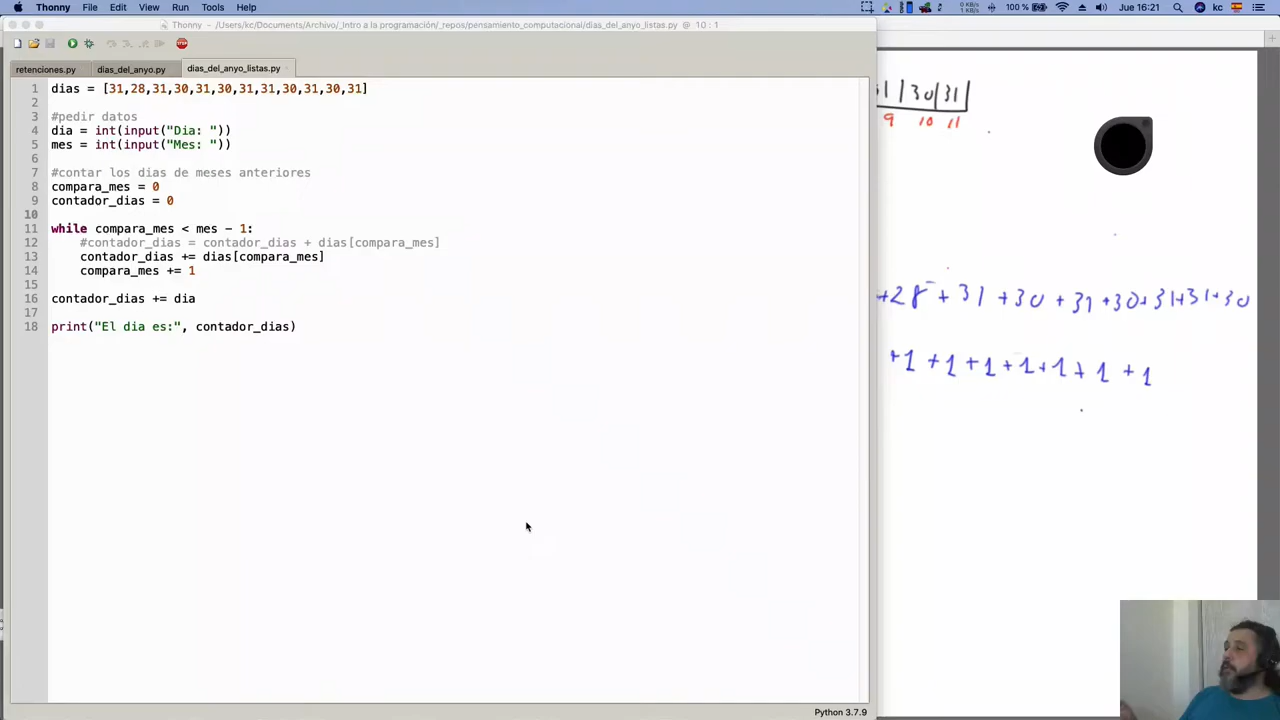 Thonny File Edit View Run Tools Help
0 KB/s
0 KB/s
100 %
Jue 16:21
kc
Thonny - /Users/kc/Documents/Archivo/_Intro a la programación/_repos/pensamiento_computacional/dias_del_anyo_listas.py @ 10 : 1
retenciones.py dias_del_anyo.py dias_del_anyo_listas.py
1 dias = [31,28,31,30,31,30,31,31,30,31,30,31]
2
3 #pedir datos
4 dia = int(input("Dia: "))
5 mes = int(input("Mes: "))
6
7 #contar los dias de meses anteriores
8 compara_mes = 0
9 contador_dias = 0
10
11 while compara_mes < mes - 1:
12 #contador_dias = contador_dias + dias[compara_mes]
13 contador_dias += dias[compara_mes]
14 compara_mes += 1
15
16 contador_dias += dia
17
18 print("El dia es:", contador_dias)
1 | 30 | 31 |
9 10 11
+28 + 31 + 30 + 31 + 30 + 31 + 31 + 30
+1 + 1 + 1 + 1 + 1 + 1 + 1
Python 3.7.9